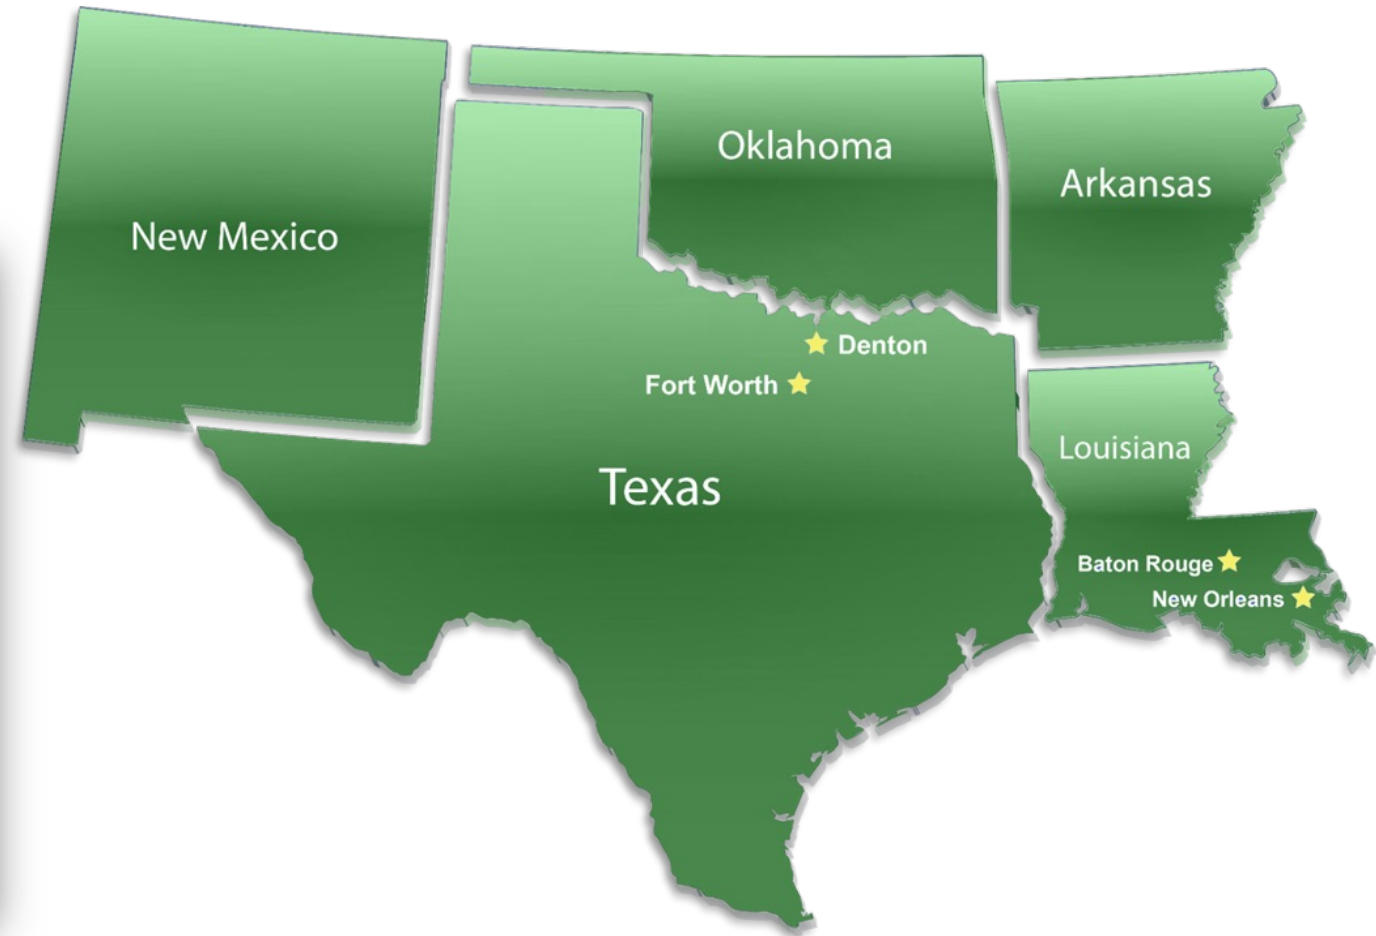 Oklahoma
Arkansas
New Mexico
Denton
Fort Worth
Louisiana
Texas
Baton Rouge
New Orleans